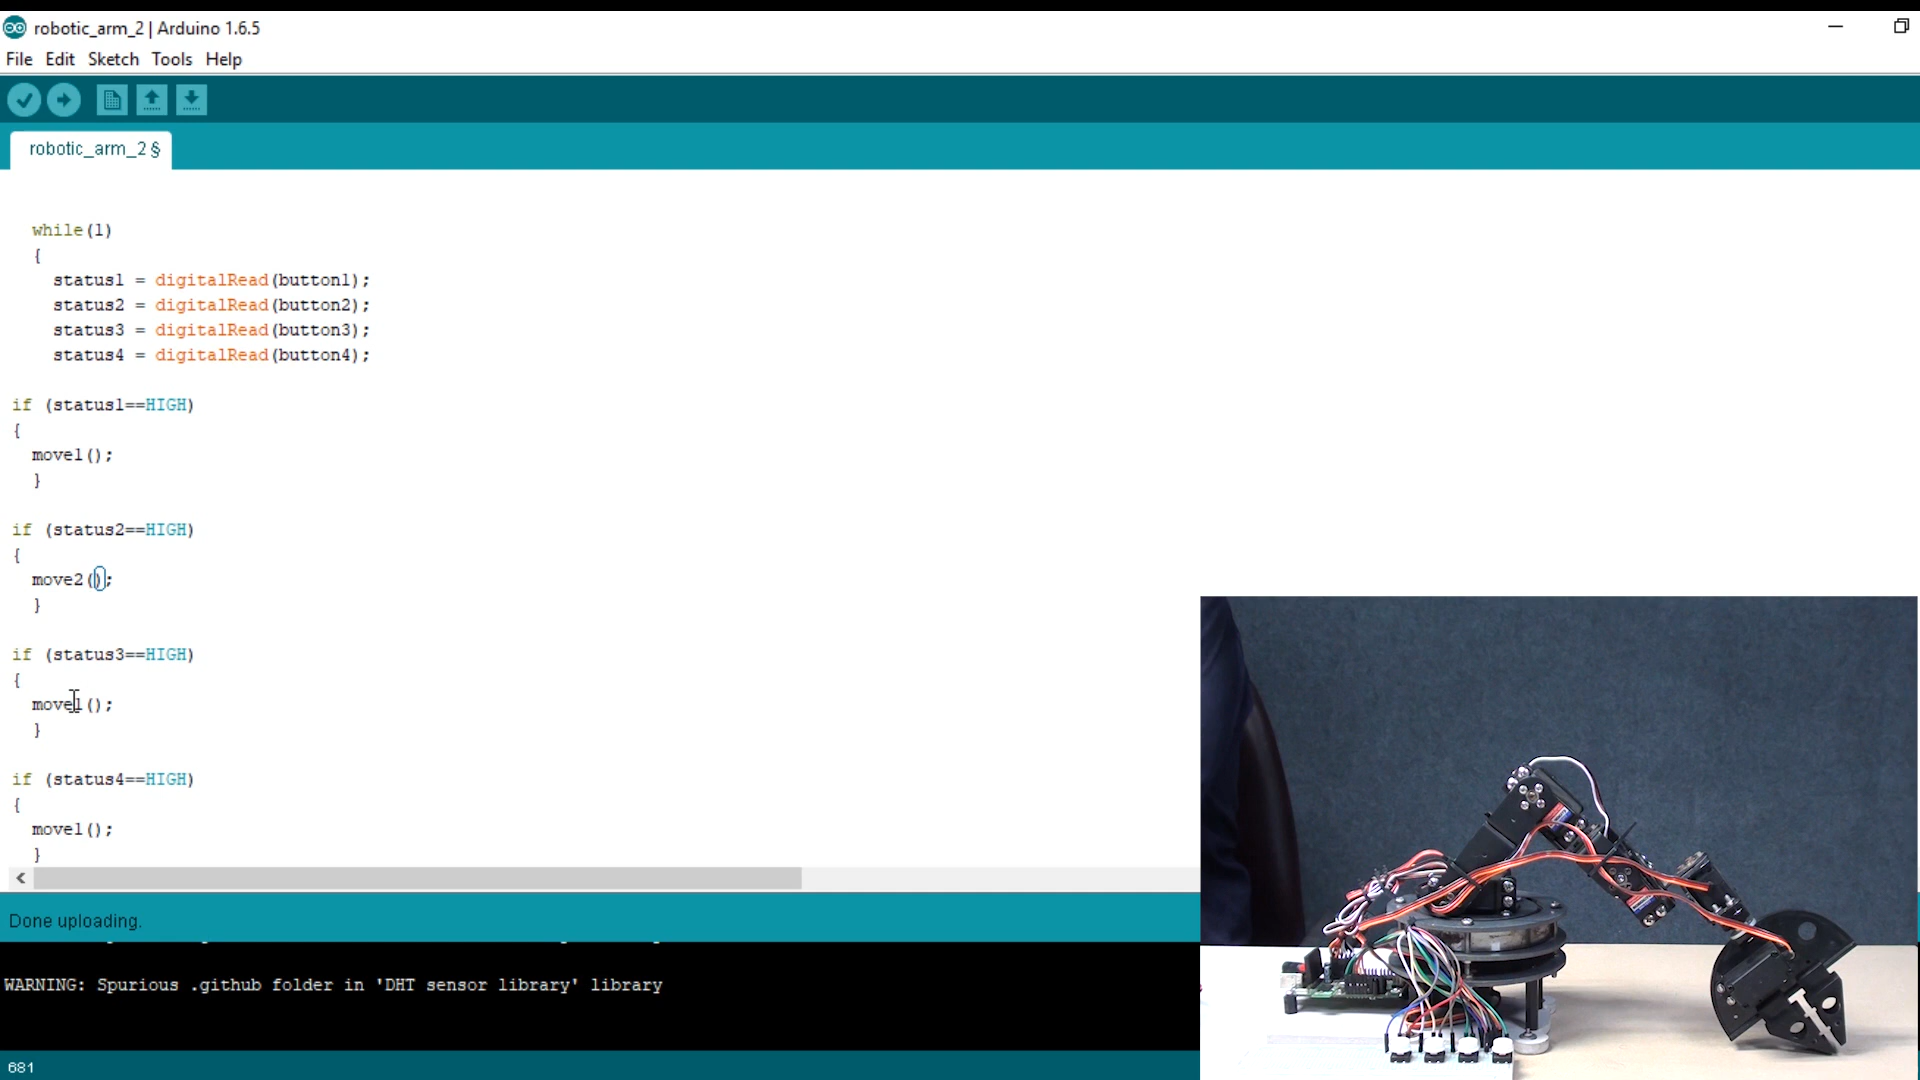 robotic_arm_2 | Arduino 1.6.5
File Edit Sketch Tools Help
robotic_arm_2 §
while(1)
{
status1 = digitalRead(button1);
status2 = digitalRead(button2);
status3 = digitalRead(button3);
status4 = digitalRead(button4);
if (status1==HIGH)
{
move1();
}
if (status2==HIGH)
{
move2();
}
if (status3==HIGH)
{
move1();
}
if (status4==HIGH)
{
move1();
}
Done uploading.
WARNING: Spurious .github folder in 'DHT sensor library' library
681